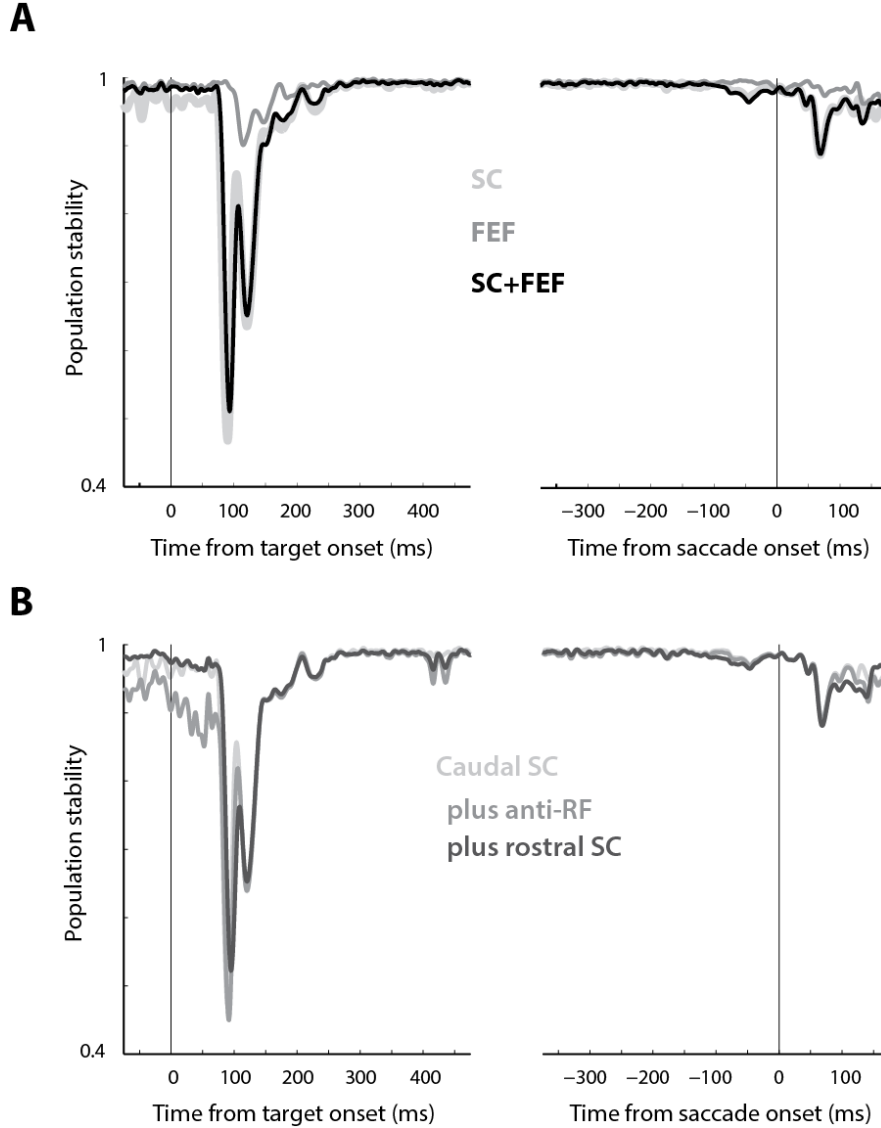 A
1
Population stability
SC
FEF
SC+FEF
0.4
0 100 200 300 400
−300 −200 −100 0 100
Time from target onset (ms)
Time from saccade onset (ms)
B
1
Population stability
Caudal SC
plus anti-RF
plus rostral SC
0.4
0 100 200 300 400
−300 −200 −100 0 100
Time from target onset (ms)
Time from saccade onset (ms)